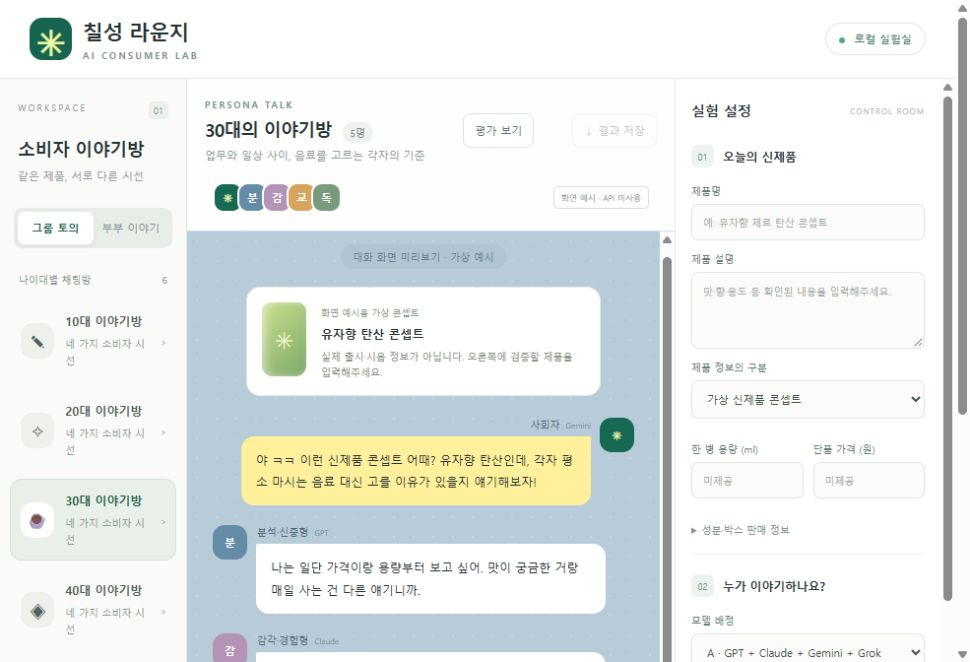 칠성 라운지
AI CONSUMER LAB
로컬 실험실
WORKSPACE
01
소비자 이야기방
같은 제품, 서로 다른 시선
그룹 토의
부부 이야기
나이대별 채팅방
6
10대 이야기방
네 가지 소비자 시
선
20대 이야기방
네 가지 소비자 시
선
30대 이야기방
네 가지 소비자 시
선
40대 이야기방
네 가지 소비자 시
선
PERSONA TALK
30대의 이야기방
5명
업무와 일상 사이, 음료를 고르는 각자의 기준
평가 보기
↓ 결과 저장
분
감
교
독
화면 예시 · API 미사용
대화 화면 미리보기 · 가상 예시
화면 예시용 가상 콘셉트
유자향 탄산 콘셉트
실제 출시·시음 정보가 아닙니다. 오른쪽에 검증할 제품을
입력해주세요.
사회자 Gemini
야 ㅋㅋ 이런 신제품 콘셉트 어때? 유자향 탄산인데, 각자 평
소 마시는 음료 대신 고를 이유가 있을지 얘기해보자!
분
분석·신중형 GPT
나는 일단 가격이랑 용량부터 보고 싶어. 맛이 궁금한 거랑
매일 사는 건 다른 얘기니까.
감
감각·경험형 Claude
실험 설정
CONTROL ROOM
01 오늘의 신제품
제품명
예: 유자향 제로 탄산 콘셉트
제품 설명
맛·향·용도 등 확인된 내용을 입력해주세요.
제품 정보의 구분
가상 신제품 콘셉트
한 병 용량 (ml)
단품 가격 (원)
미제공
미제공
▶ 성분·박스 판매 정보
02 누가 이야기하나요?
모델 배정
A · GPT + Claude + Gemini + Grok